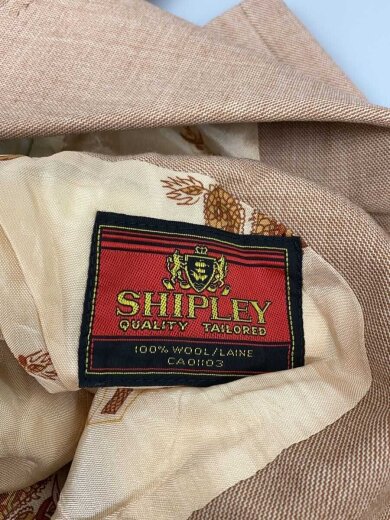 SHIPLEY
QUALITY TAILORED
100% WOOL/LAINE
CA01103